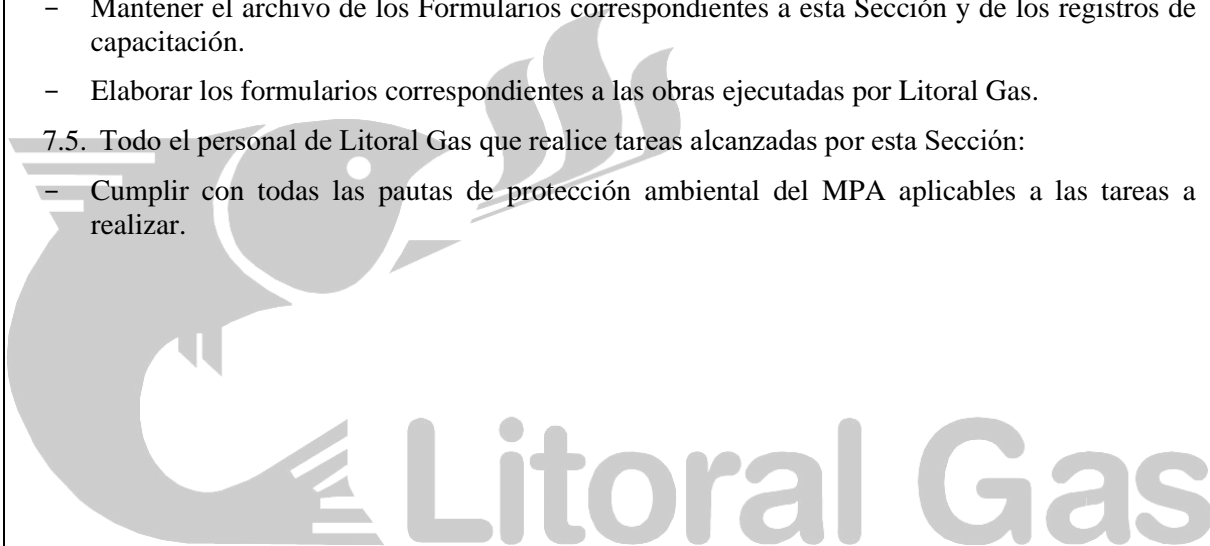 - Mantener el archivo de los Formularios correspondientes a esta Sección y de los registros de
capacitación.
- Elaborar los formularios correspondientes a las obras ejecutadas por Litoral Gas.
7.5. Todo el personal de Litoral Gas que realice tareas alcanzadas por esta Sección:
- Cumplir con todas las pautas de protección ambiental del MPA aplicables a las tareas a
realizar.
Litoral Gas